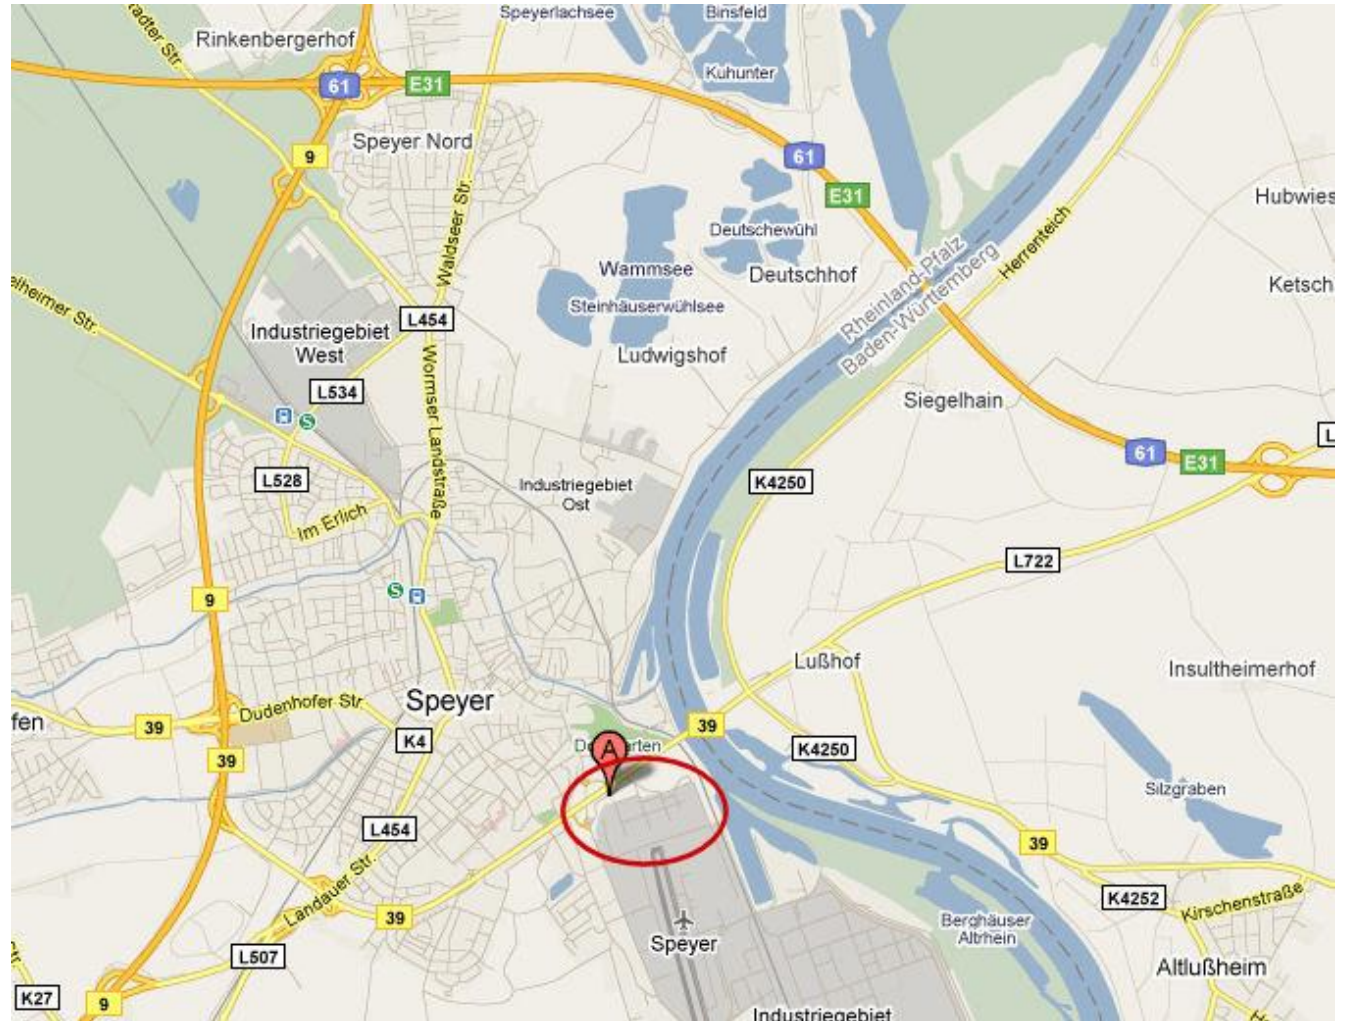 Speyerlachsee
Binsfeld
Rinkenbergerhof
Kuhunter
61
E31
Speyer Nord
9
61
E31
Hubwies
Waldseer Str.
Deutschewühl
Rheinland-Pfalz
Baden-Württemberg
Herrenteich
Wammsee
Deutschhof
Ketsch
elheimer Str.
Steinhäuserwühlsee
L454
Industriegebiet
West
Ludwigshof
L534
Wormser Landstraße
Siegelhain
S
L
61
E31
L528
K4250
Industriegebiet
Ost
Im Erlich
L722
S
9
Lußhof
Insultheimerhof
Speyer
Dudenhofer Str
fen
39
39
K4
K4250
A
39
Silzgraben
L454
39
Landauer Str.
K4252
Kirschenstraße
39
Berghäuser
Altrhein
Speyer
L507
Altlußheim
K27
9
Industriegebiet